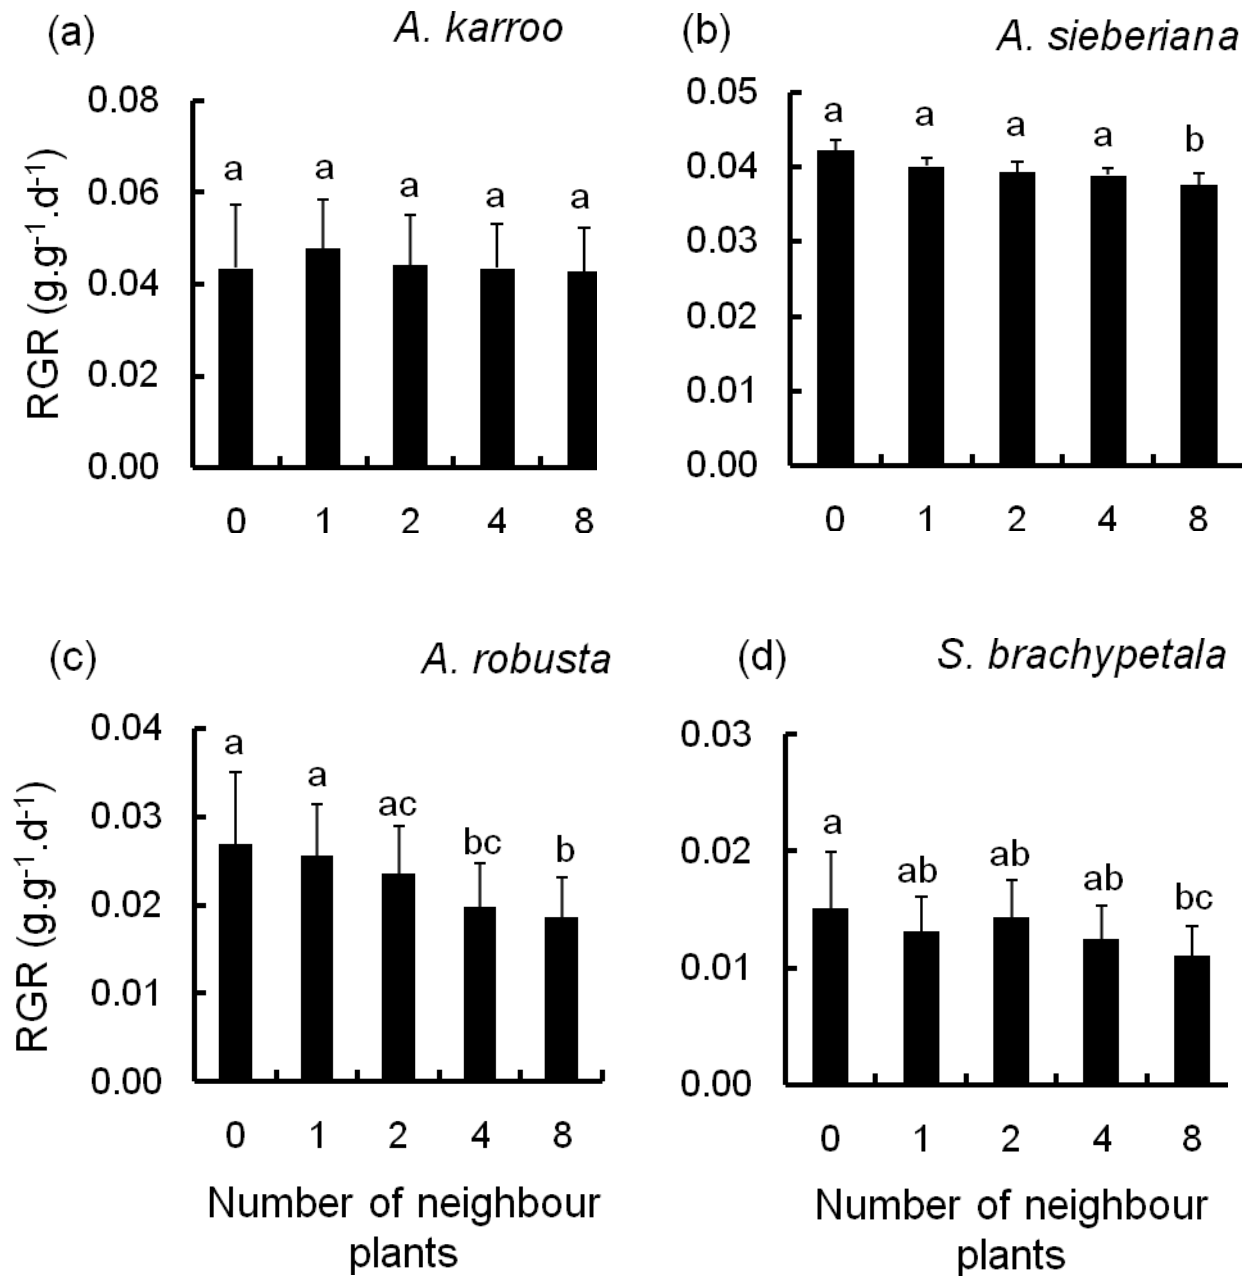 (a) A. karroo
0.08
0.06
0.04
0.02
0.00
RGR (g.g⁻¹.d⁻¹)
a a a a a
0 1 2 4 8
(b) A. sieberiana
0.05
0.04
0.03
0.02
0.01
0.00
a a a a b
0 1 2 4 8
(c) A. robusta
0.04
0.03
0.02
0.01
0.00
RGR (g.g⁻¹.d⁻¹)
a a ac bc b
0 1 2 4 8
Number of neighbour
plants
(d) S. brachypetala
0.03
0.02
0.01
0.00
a ab ab ab bc
0 1 2 4 8
Number of neighbour
plants